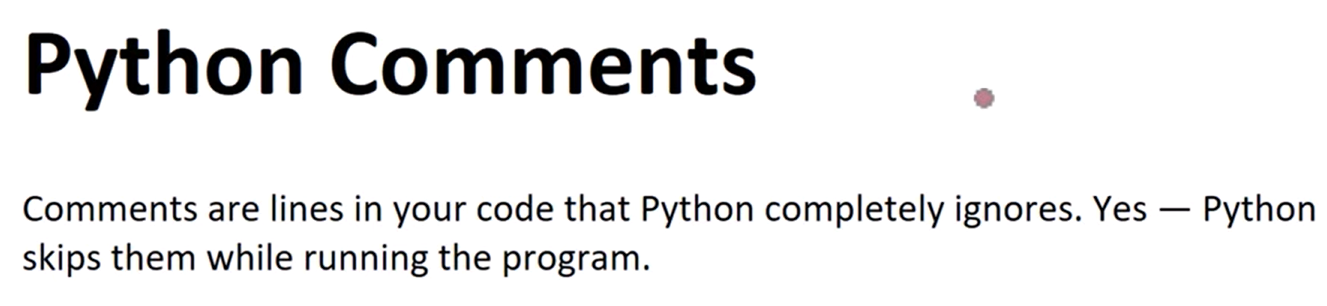 Python Comments
Comments are lines in your code that Python completely ignores. Yes — Python
skips them while running the program.